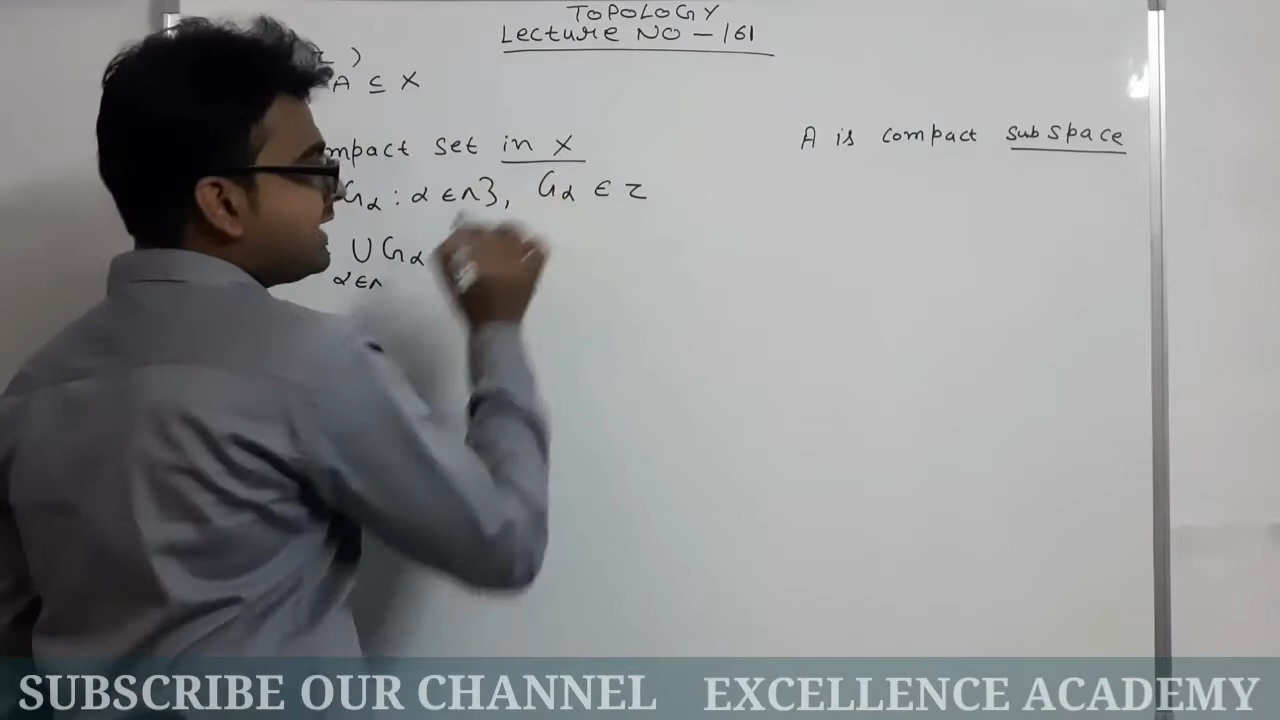 TOPOLOGY
Lecture NO - 161
)
A ⊆ X
mpact set in X
A is compact subspace
Gα : α ∈ Λ}, Gα ∈ τ
∪ Gα
α ∈ Λ
SUBSCRIBE OUR CHANNEL EXCELLENCE ACADEMY